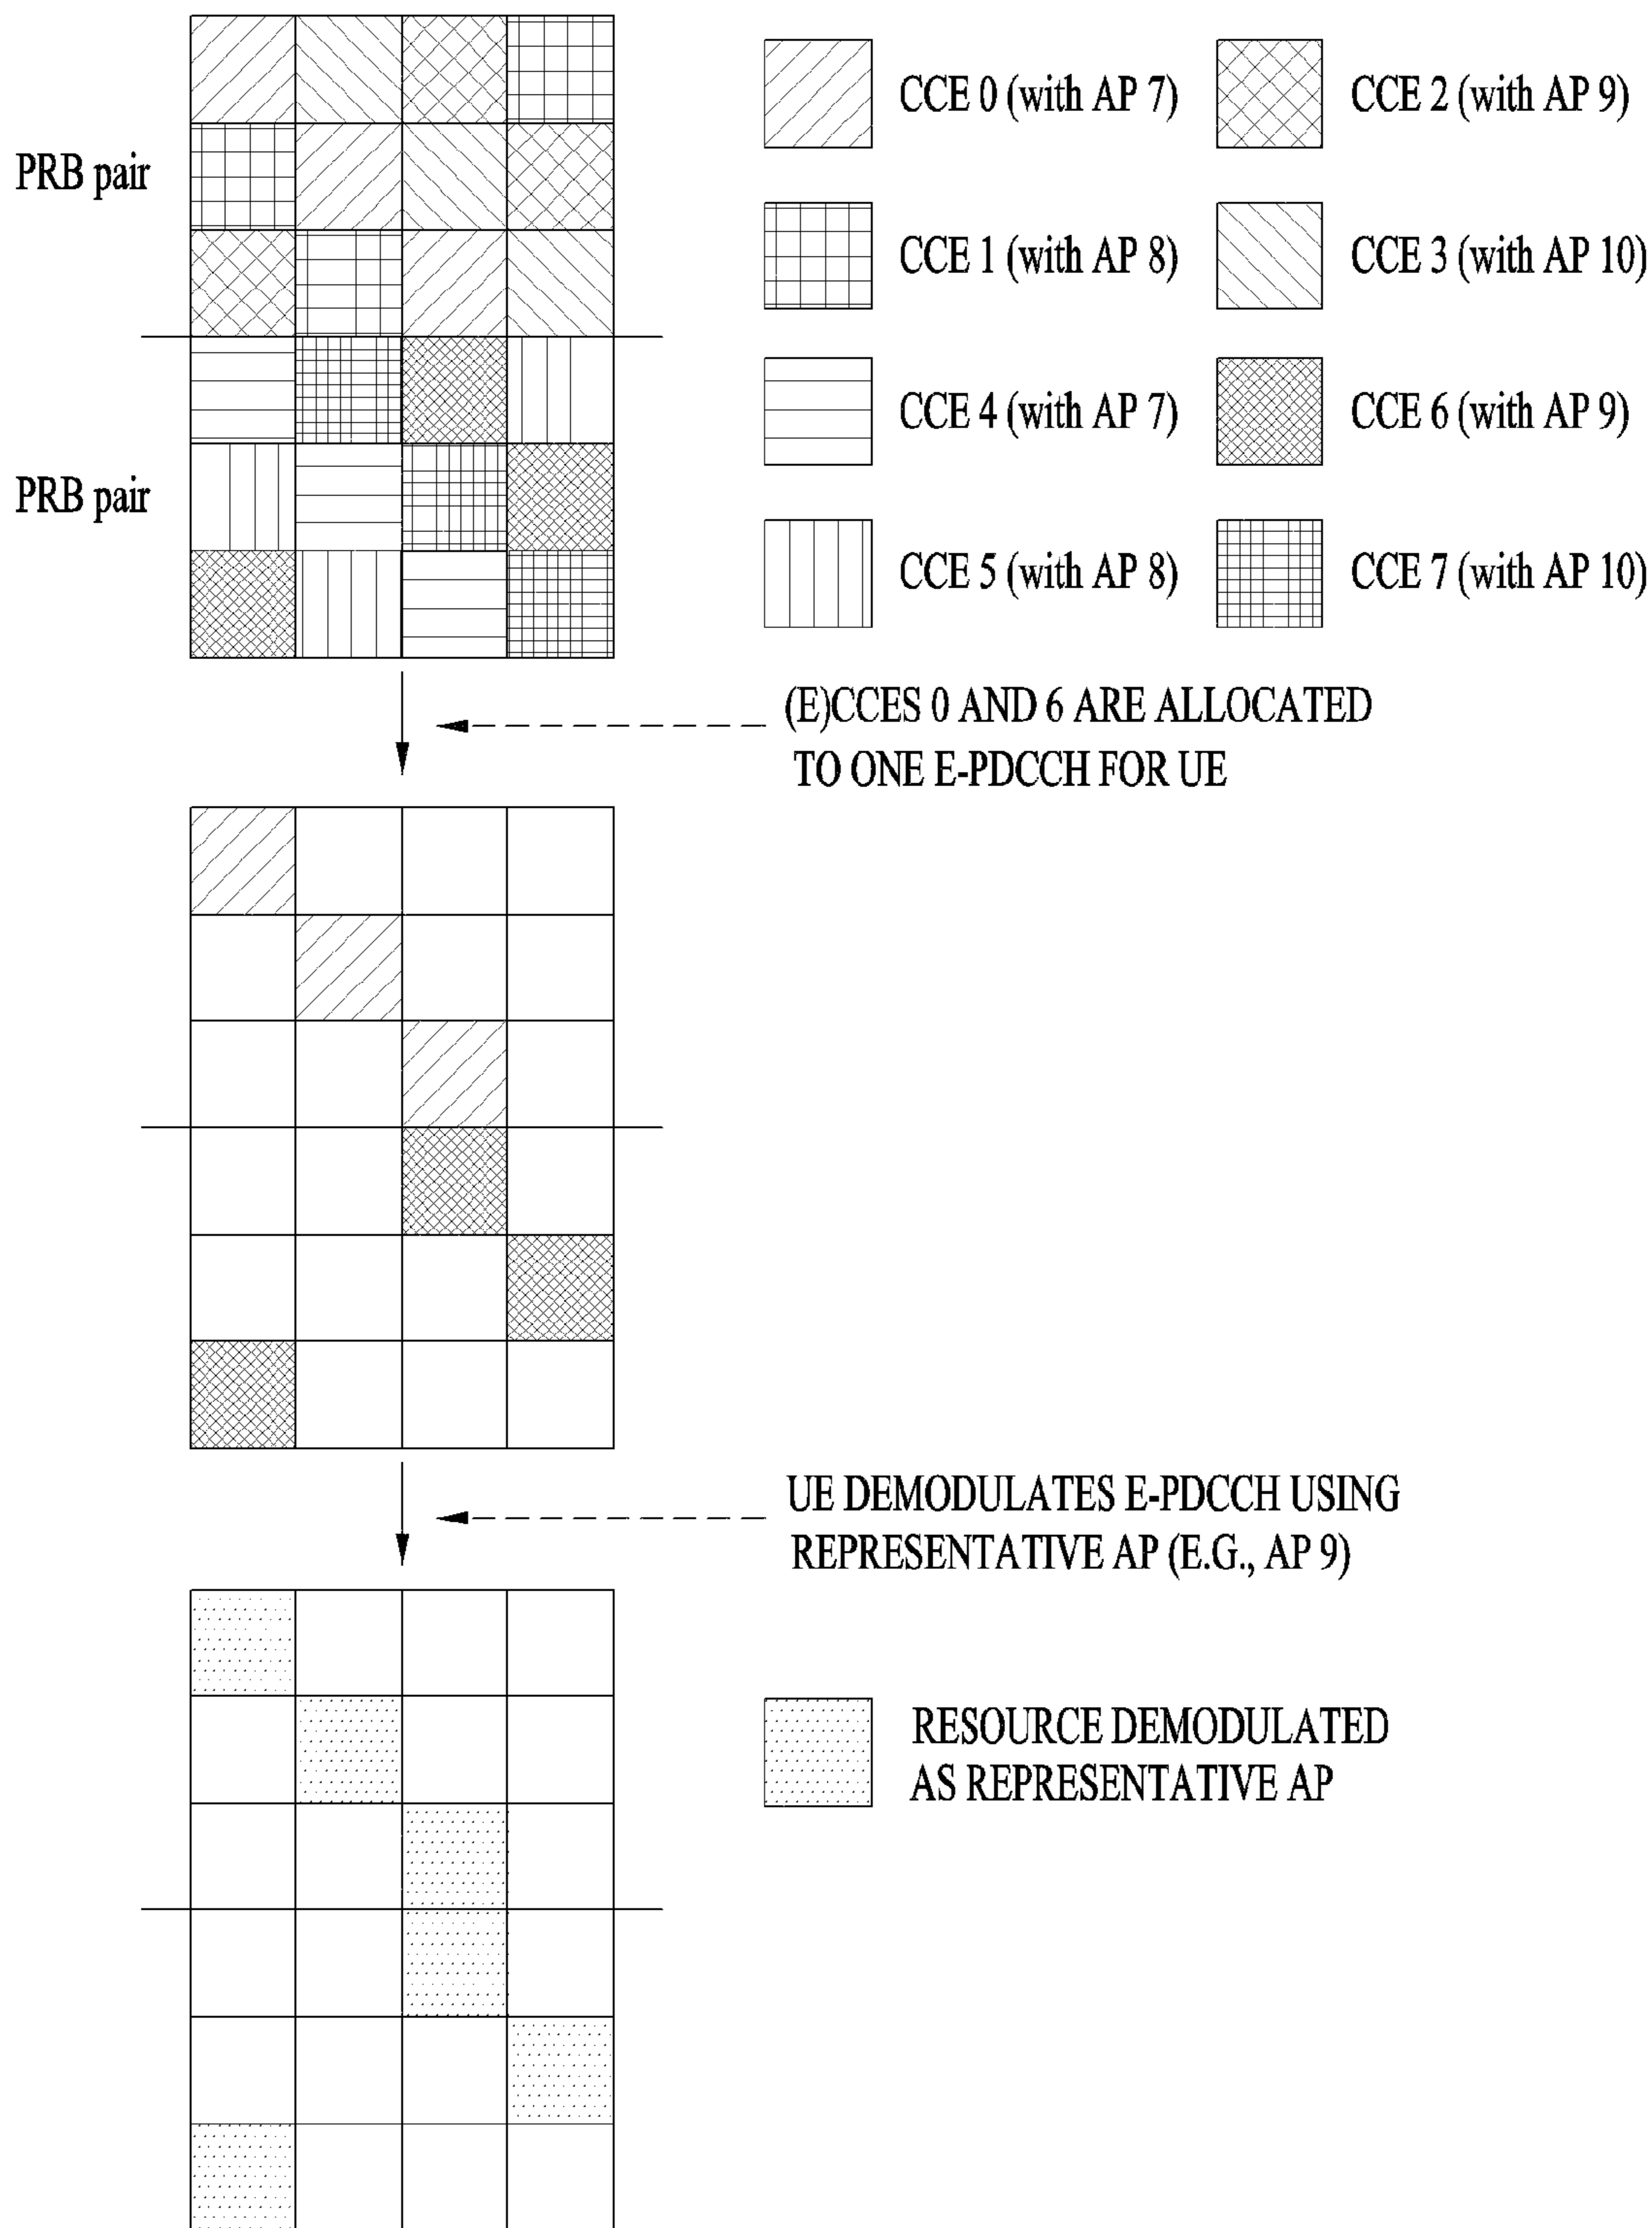 PRB pair
PRB pair
CCE 0 (with AP 7)
CCE 2 (with AP 9)
CCE 1 (with AP 8)
CCE 3 (with AP 10)
CCE 4 (with AP 7)
CCE 6 (with AP 9)
CCE 5 (with AP 8)
CCE 7 (with AP 10)
(E)CCES 0 AND 6 ARE ALLOCATED
TO ONE E-PDCCH FOR UE
UE DEMODULATES E-PDCCH USING
REPRESENTATIVE AP (E.G., AP 9)
RESOURCE DEMODULATED
AS REPRESENTATIVE AP